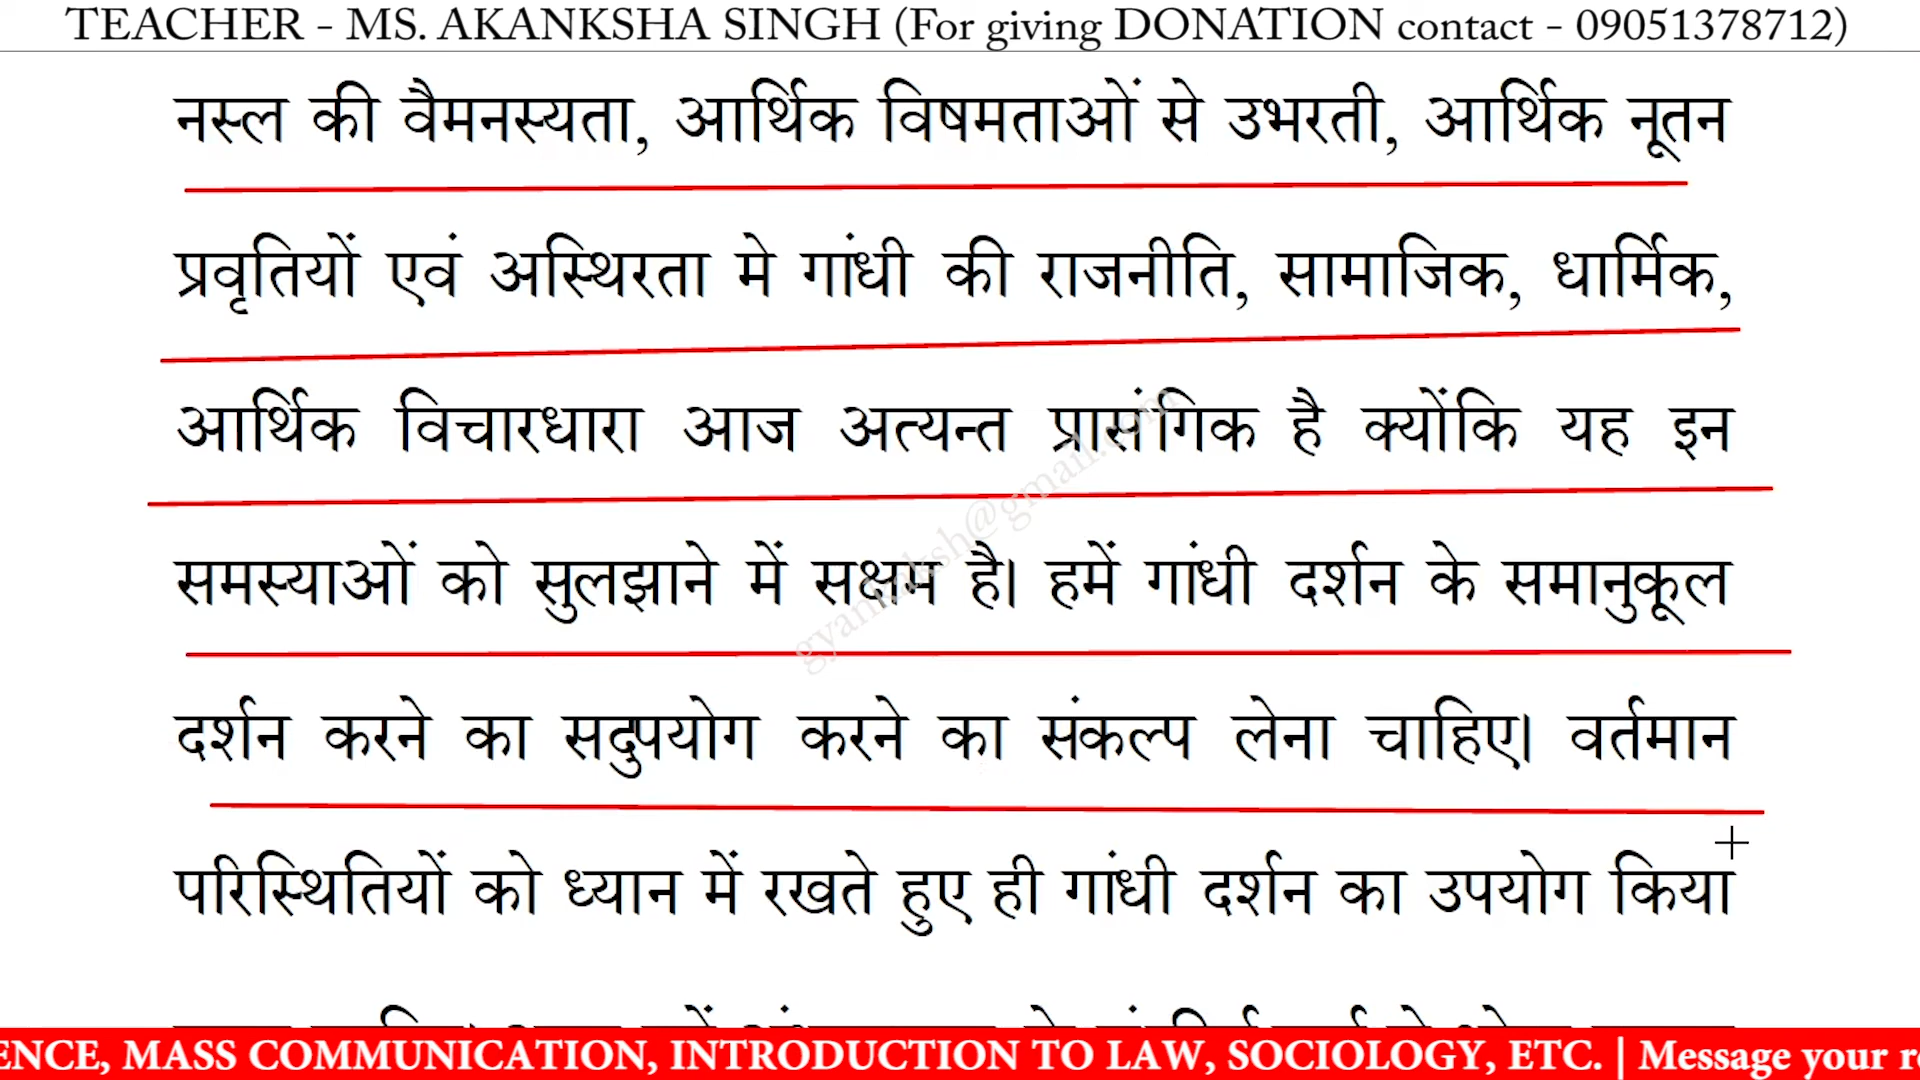 TEACHER - MS. AKANKSHA SINGH (For giving DONATION contact - 09051378712)
नस्ल की वैमनस्यता, आर्थिक विषमताओं से उभरती, आर्थिक नूतन
प्रवृतियों एवं अस्थिरता मे गांधी की राजनीति, सामाजिक, धार्मिक,
आर्थिक विचारधारा आज अत्यन्त प्रासंगिक है क्योंकि यह इन
समस्याओं को सुलझाने में सक्षम है। हमें गांधी दर्शन के समानुकूल
दर्शन करने का सदुपयोग करने का संकल्प लेना चाहिए। वर्तमान
परिस्थितियों को ध्यान में रखते हुए ही गांधी दर्शन का उपयोग किया
ENCE, MASS COMMUNICATION, INTRODUCTION TO LAW, SOCIOLOGY, ETC. | Message your re